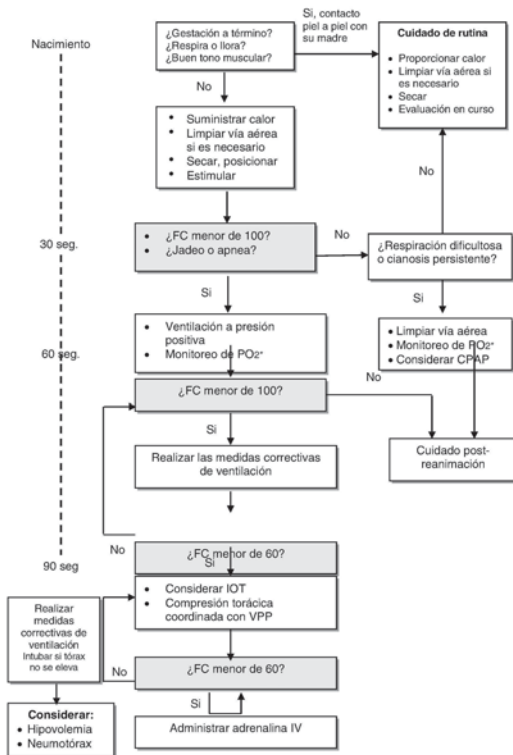 Nacimiento
¿Gestación a término?
¿Respira o llora?
¿Buen tono muscular?
Si, contacto
piel a piel con
su madre
Cuidado de rutina
• Proporcionar calor
• Limpiar vía aérea si
es necesario
• Secar
• Evaluación en curso
No
• Suministrar calor
• Limpiar vía aérea
si es necesario
• Secar, posicionar
• Estimular
No
30 seg.
• ¿FC menor de 100?
• ¿Jadeo o apnea?
No
¿Respiración dificultosa
o cianosis persistente?
Si
Si
• Ventilación a presión
positiva
• Monitoreo de PO2*
• Limpiar vía aérea
• Monitoreo de PO2*
• Considerar CPAP
60 seg.
¿FC menor de 100?
No
Si
Realizar las medidas correctivas
de ventilación
Cuidado post-
reanimación
No
¿FC menor de 60?
Si
90 seg
• Considerar IOT
• Compresión torácica
coordinada con VPP
Realizar
medidas
correctivas de
ventilación
Intubar si tórax
no se eleva
No
¿FC menor de 60?
Si
Considerar:
• Hipovolemía
• Neumotórax
Administrar adrenalina IV